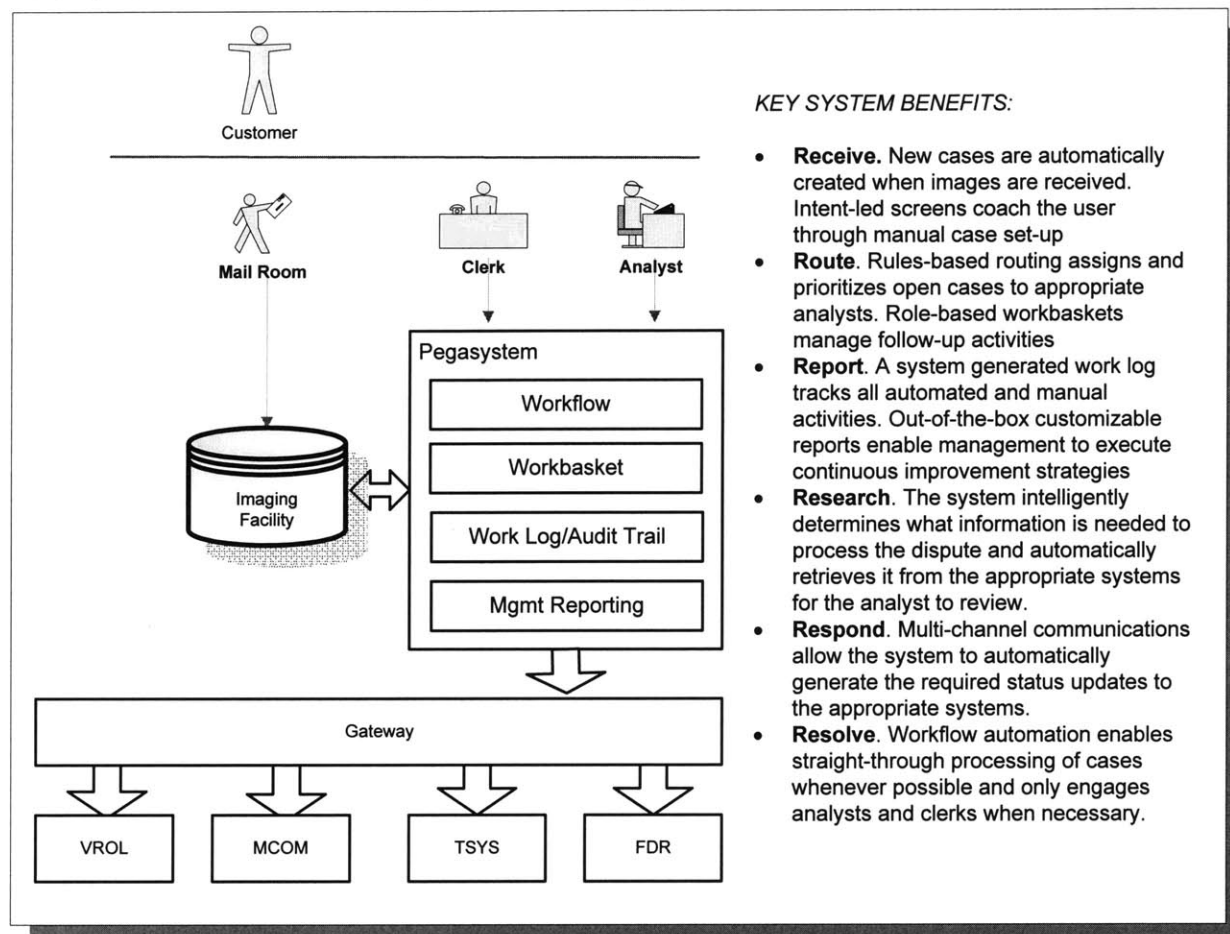 Customer
Mail Room
Clerk
Analyst
Pegasystem
Workflow
Workbasket
Work Log/Audit Trail
Mgmt Reporting
Imaging
Facility
Gateway
VROL
MCOM
TSYS
FDR
KEY SYSTEM BENEFITS:
• Receive. New cases are automatically
created when images are received.
Intent-led screens coach the user
through manual case set-up
• Route. Rules-based routing assigns and
prioritizes open cases to appropriate
analysts. Role-based workbaskets
manage follow-up activities
• Report. A system generated work log
tracks all automated and manual
activities. Out-of-the-box customizable
reports enable management to execute
continuous improvement strategies
• Research. The system intelligently
determines what information is needed to
process the dispute and automatically
retrieves it from the appropriate systems
for the analyst to review.
• Respond. Multi-channel communications
allow the system to automatically
generate the required status updates to
the appropriate systems.
• Resolve. Workflow automation enables
straight-through processing of cases
whenever possible and only engages
analysts and clerks when necessary.